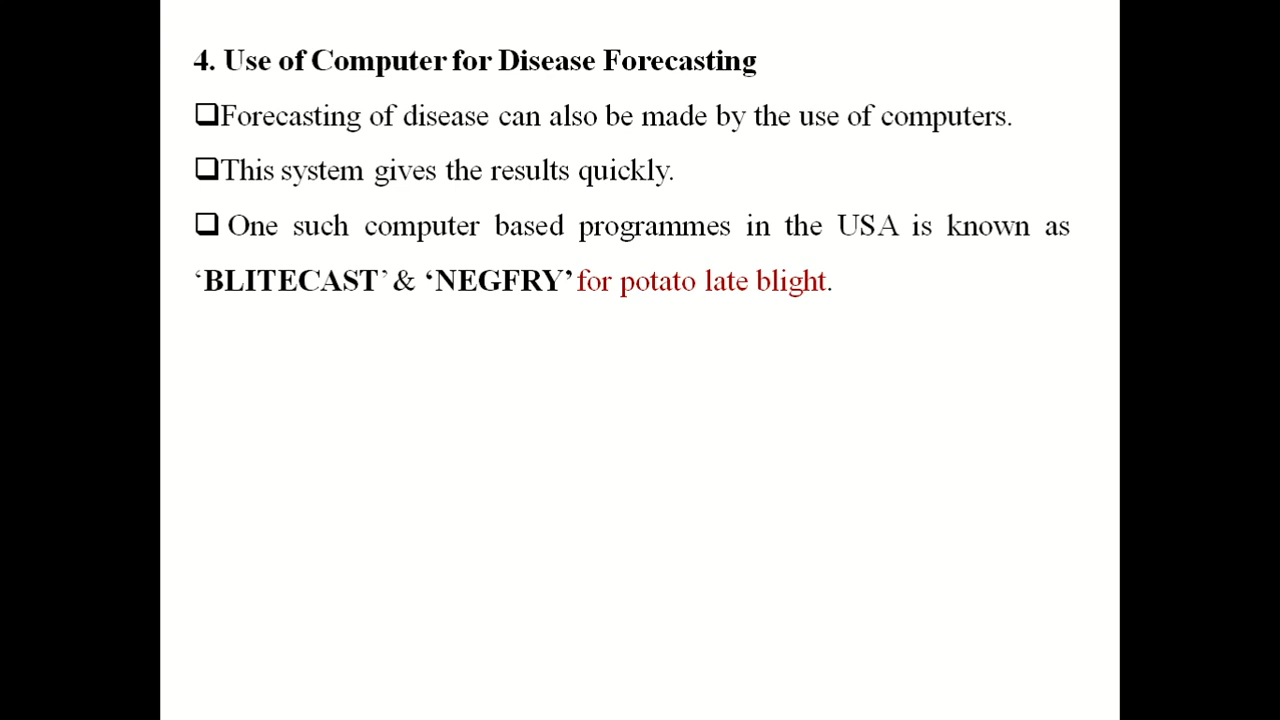 4. Use of Computer for Disease Forecasting
❑Forecasting of disease can also be made by the use of computers.
❑This system gives the results quickly.
❑ One such computer based programmes in the USA is known as
‘BLITECAST’ & ‘NEGFRY’ for potato late blight.